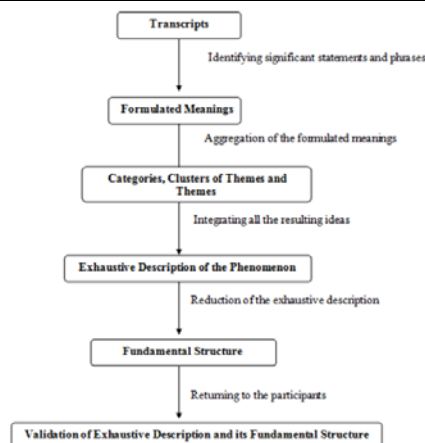 Transcripts
Identifying significant statements and phrases
Formulated Meanings
Aggregation of the formulated meanings
Categories, Clusters of Themes and
Themes
Integrating all the resulting ideas
Exhaustive Description of the Phenomenon
Reduction of the exhaustive description
Fundamental Structure
Returning to the participants
Validation of Exhaustive Description and its Fundamental Structure